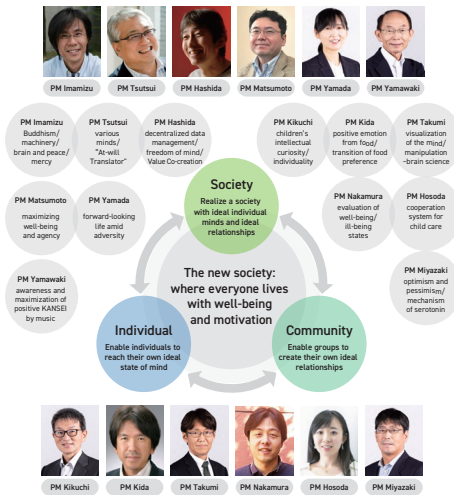 PM Imamizu
PM Tsutsui
PM Hashida
PM Matsumoto
PM Yamada
PM Yamawaki
PM Imamizu
Buddhism/
machinery/
brain and peace/
mercy
PM Tsutsui
various
minds/
"At-will
Translator"
PM Hashida
decentralized data
management/
freedom of mind/
Value Co-creation
PM Kikuchi
children's
intellectual
curiosity/
individuality
PM Kida
positive emotion
from food/
transition of food
preference
PM Takumi
visualization
of the mind/
manipulation
-brain science
PM Matsumoto
maximizing
well-being
and agency
PM Yamada
forward-looking
life amid
adversity
Society
Realize a society
with ideal individual
minds and ideal
relationships
PM Nakamura
evaluation of
well-being/
ill-being
states
PM Hosoda
cooperation
system for
child care
PM Yamawaki
awareness and
maximization of
positive KANSEI
by music
The new society:
where everyone lives
with well-being
and motivation
PM Miyazaki
optimism and
pessimism/
mechanism
of serotonin
Individual
Enable individuals to
reach their own ideal
state of mind
Community
Enable groups to
create their own ideal
relationships
PM Kikuchi
PM Kida
PM Takumi
PM Nakamura
PM Hosoda
PM Miyazaki